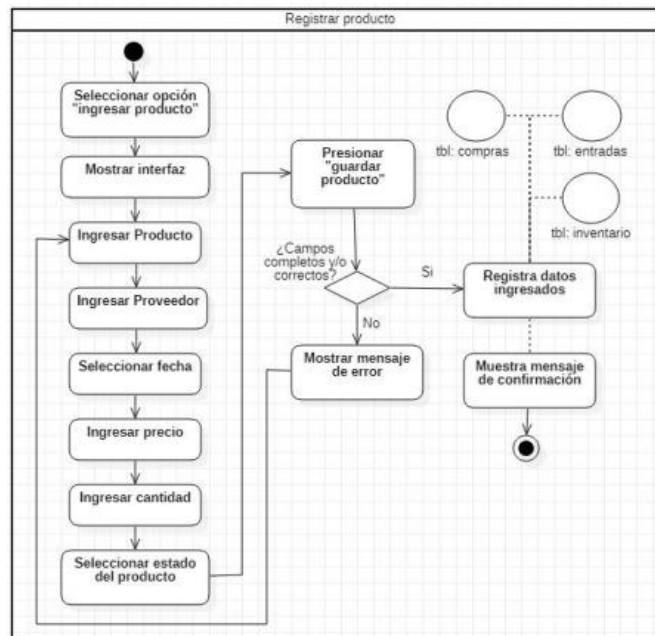 Registrar producto
Seleccionar opción
"ingresar producto"
Mostrar interfaz
Ingresar Producto
Ingresar Proveedor
Seleccionar fecha
Ingresar precio
Ingresar cantidad
Seleccionar estado
del producto
Presionar
"guardar
producto"
¿Campos
completos y/o
correctos?
Si
No
Mostrar mensaje
de error
tbl: compras
tbl: entradas
tbl: inventario
Registra datos
ingresados
Muestra mensaje
de confirmación